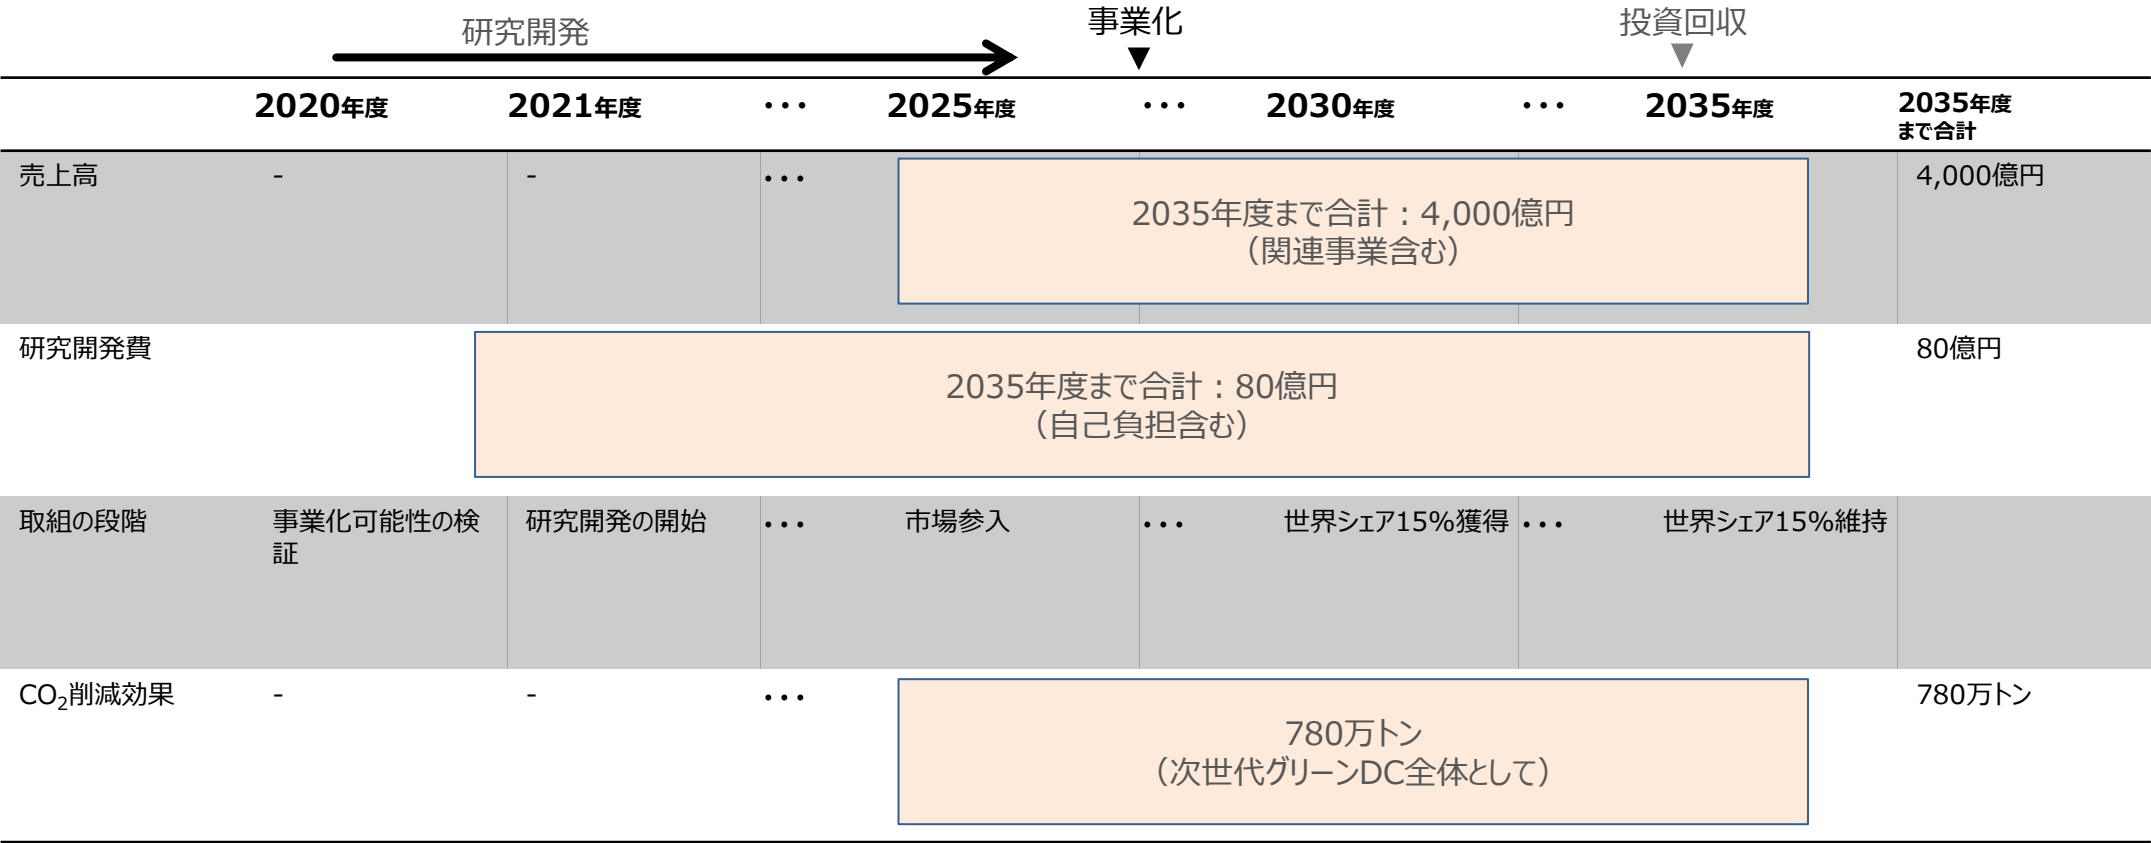 研究開発
事業化
投資回収
▼
▼
2020年度
2021年度
・・・
2025年度
・・・
2030年度
・・・
2035年度
2035年度
まで合計
売上高
-
-
・・・
2035年度まで合計：4,000億円
（関連事業含む）
4,000億円
研究開発費
2035年度まで合計：80億円
（自己負担含む）
80億円
取組の段階
事業化可能性の検
証
研究開発の開始
・・・
市場参入
・・・
世界シェア15%獲得
・・・
世界シェア15%維持
CO₂削減効果
-
-
・・・
780万トン
（次世代グリーンDC全体として）
780万トン